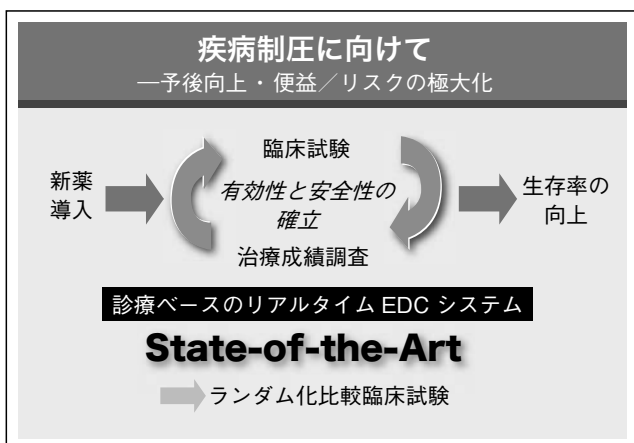 疾病制圧に向けて
―予後向上・便益／リスクの極大化
臨床試験
新薬
導入
有効性と安全性の
確立
治療成績調査
生存率の
向上
診療ベースのリアルタイム EDC システム
State-of-the-Art
ランダム化比較臨床試験